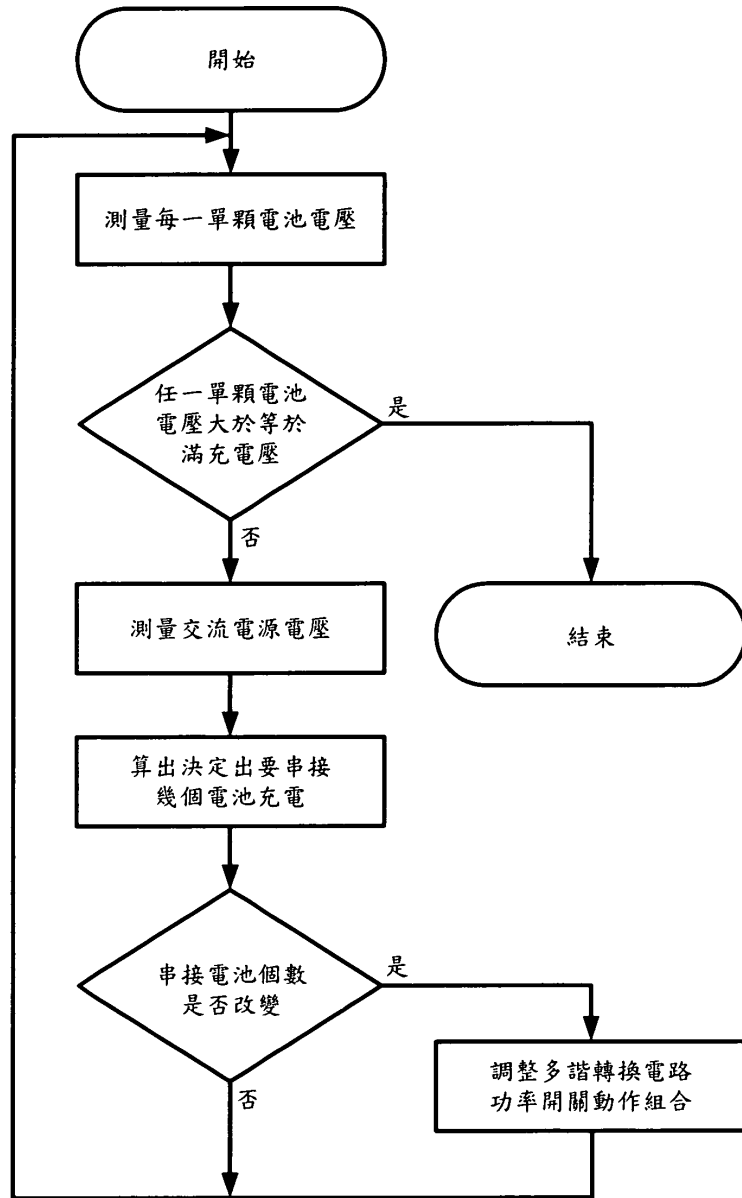 開始
測量每一單顆電池電壓
任一單顆電池
電壓大於等於
滿充電壓
是
否
測量交流電源電壓
結束
算出決定出要串接
幾個電池充電
串接電池個數
是否改變
是
調整多諧轉換電路
功率開關動作組合
否